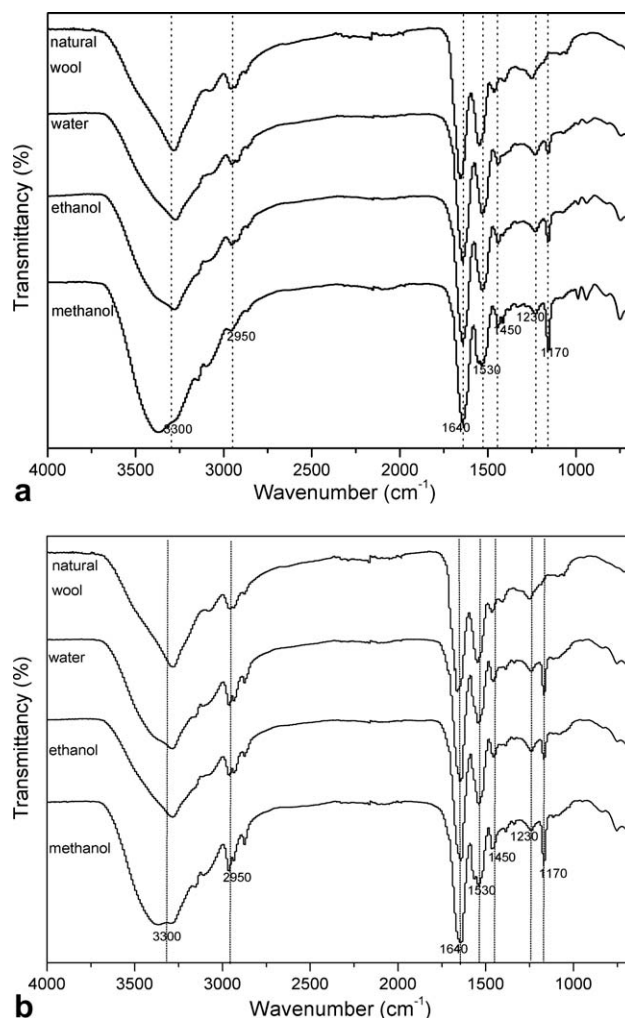 natural
wool
water
ethanol
methanol
3300
2950
1640
1530
1450
1230
1170
Transmittancy (%)
4000 3500 3000 2500 2000 1500 1000
Wavenumber (cm⁻¹)
a
natural
wool
water
ethanol
methanol
3300
2950
1640
1530
1450
1230
1170
Transmittancy (%)
4000 3500 3000 2500 2000 1500 1000
Wavenumber (cm⁻¹)
b